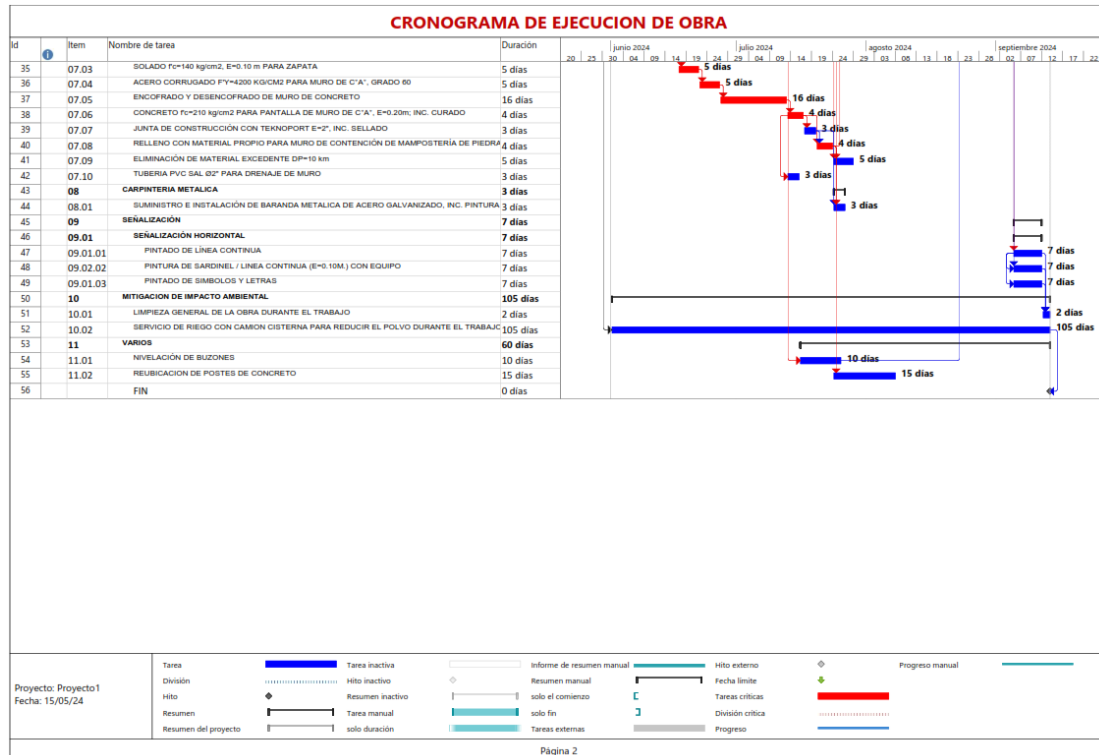 CRONOGRAMA DE EJECUCION DE OBRA
Id Item Nombre de tarea Duración
junio 2024 julio 2024 agosto 2024 septiembre 2024
20 25 30 04 09 14 19 24 29 04 09 14 19 24 29 03 08 13 18 23 28 02 07 12 17 22
35 07.03 SOLADO f'c=140 kg/cm2, E=0.10 m PARA ZAPATA 5 días 5 días
36 07.04 ACERO CORRUGADO F'Y=4200 KG/CM2 PARA MURO DE C"A", GRADO 60 5 días 5 días
37 07.05 ENCOFRADO Y DESENCOFRADO DE MURO DE CONCRETO 16 días 16 días
38 07.06 CONCRETO f'c=210 kg/cm2 PARA PANTALLA DE MURO DE C"A", E=0.20m; INC. CURADO 4 días 4 días
39 07.07 JUNTA DE CONSTRUCCIÓN CON TEKNOPORT E=2", INC. SELLADO 3 días 3 días
40 07.08 RELLENO CON MATERIAL PROPIO PARA MURO DE CONTENCIÓN DE MAMPOSTERÍA DE PIEDRA 4 días 4 días
41 07.09 ELIMINACIÓN DE MATERIAL EXCEDENTE DP=10 km 5 días 5 días
42 07.10 TUBERIA PVC SAL Ø2" PARA DRENAJE DE MURO 3 días 3 días
43 08 CARPINTERIA METALICA 3 días
44 08.01 SUMINISTRO E INSTALACIÓN DE BARANDA METALICA DE ACERO GALVANIZADO, INC. PINTURA 3 días 3 días
45 09 SEÑALIZACIÓN 7 días
46 09.01 SEÑALIZACIÓN HORIZONTAL 7 días
47 09.01.01 PINTADO DE LÍNEA CONTINUA 7 días 7 días
48 09.02.02 PINTURA DE SARDINEL / LINEA CONTINUA (E=0.10M.) CON EQUIPO 7 días 7 días
49 09.01.03 PINTADO DE SIMBOLOS Y LETRAS 7 días 7 días
50 10 MITIGACION DE IMPACTO AMBIENTAL 105 días
51 10.01 LIMPIEZA GENERAL DE LA OBRA DURANTE EL TRABAJO 2 días 2 días
52 10.02 SERVICIO DE RIEGO CON CAMION CISTERNA PARA REDUCIR EL POLVO DURANTE EL TRABAJO 105 días 105 días
53 11 VARIOS 60 días
54 11.01 NIVELACIÓN DE BUZONES 10 días 10 días
55 11.02 REUBICACION DE POSTES DE CONCRETO 15 días 15 días
56 FIN 0 días
Proyecto: Proyecto1
Fecha: 15/05/24
Tarea Tarea inactiva Informe de resumen manual Hito externo Progreso manual
División Hito inactivo Resumen manual Fecha límite
Hito Resumen inactivo solo el comienzo Tareas críticas
Resumen Tarea manual solo fin División crítica
Resumen del proyecto solo duración Tareas externas Progreso
Página 2